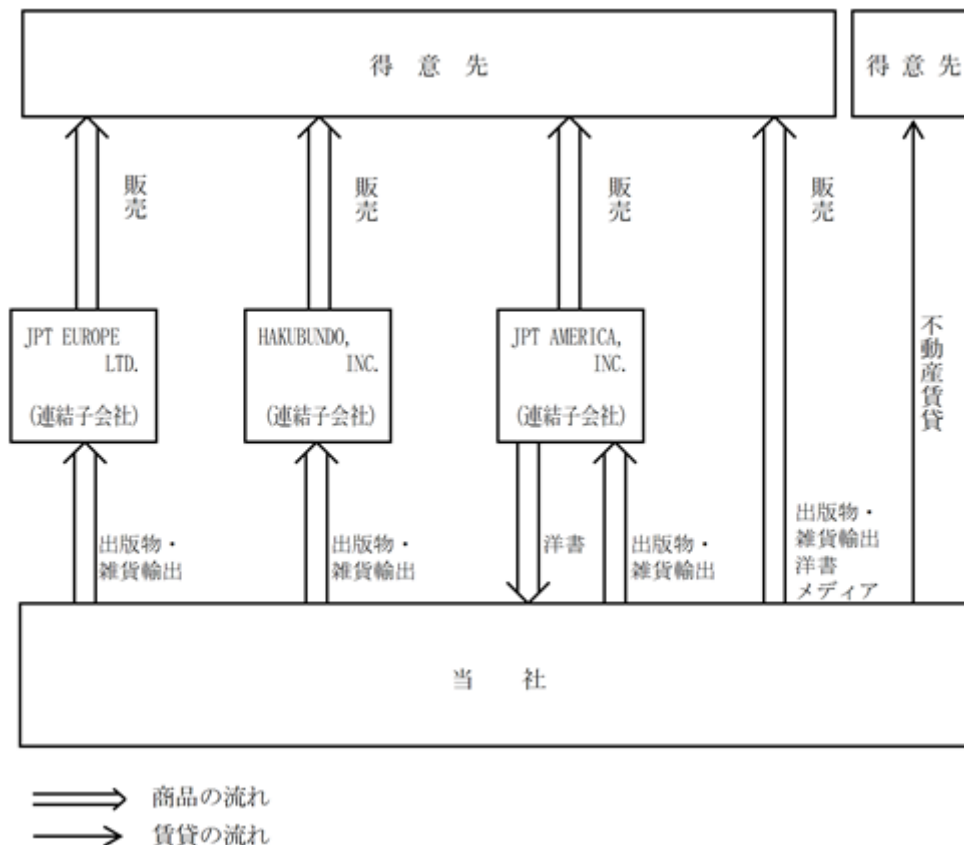 得 意 先
得 意 先
販売
販売
販売
販売
不動産賃貸
JPT EUROPE
LTD.
(連結子会社)
HAKUBUNDO,
INC.
(連結子会社)
JPT AMERICA,
INC.
(連結子会社)
出版物・
雑貨輸出
出版物・
雑貨輸出
洋書
出版物・
雑貨輸出
出版物・
雑貨輸出
洋書
メディア
当 社
商品の流れ
賃貸の流れ